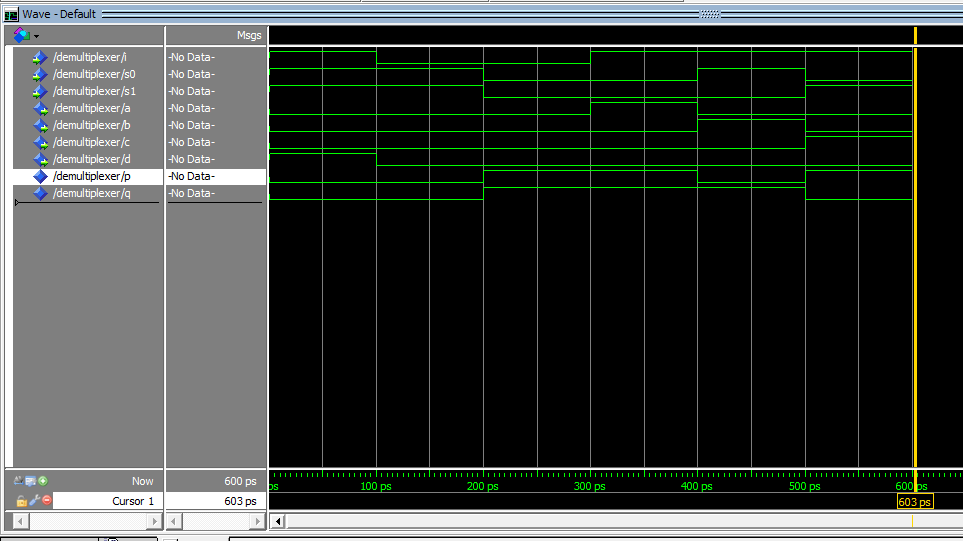 Wave - Default
Msgs
/demultiplexer/i -No Data-
/demultiplexer/s0 -No Data-
/demultiplexer/s1 -No Data-
/demultiplexer/a -No Data-
/demultiplexer/b -No Data-
/demultiplexer/c -No Data-
/demultiplexer/d -No Data-
/demultiplexer/p -No Data-
/demultiplexer/q -No Data-
Now 600 ps ps 100 ps 200 ps 300 ps 400 ps 500 ps 600 ps
Cursor 1 603 ps 603 ps